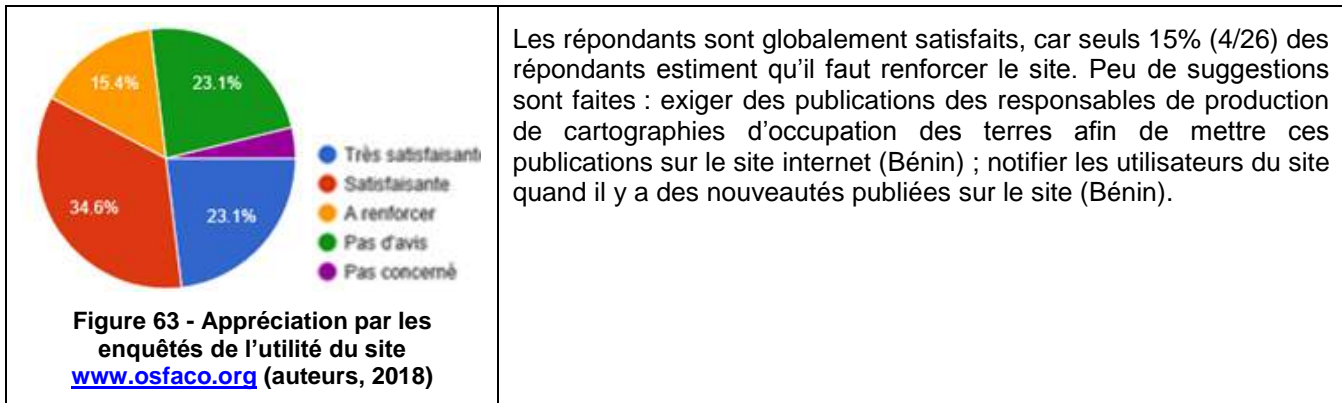 15.4%
23.1%
34.6%
23.1%
Très satisfaisant
Satisfaisante
A renforcer
Pas d'avis
Pas concerné
Figure 63 - Appréciation par les
enquêtés de l’utilité du site
www.osfaco.org (auteurs, 2018)
Les répondants sont globalement satisfaits, car seuls 15% (4/26) des
répondants estiment qu’il faut renforcer le site. Peu de suggestions
sont faites : exiger des publications des responsables de production
de cartographies d’occupation des terres afin de mettre ces
publications sur le site internet (Bénin) ; notifier les utilisateurs du site
quand il y a des nouveautés publiées sur le site (Bénin).